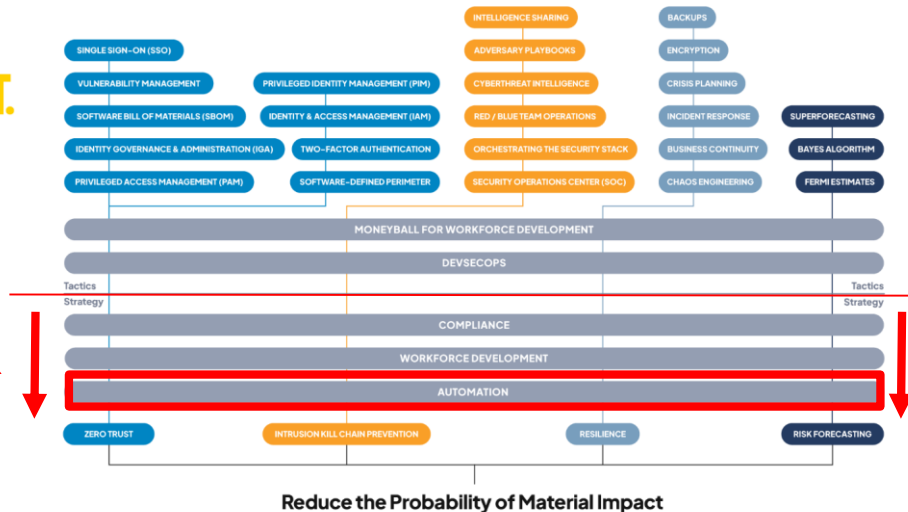 T.
INTELLIGENCE SHARING
BACKUPS
SINGLE SIGN-ON (SSO)
ADVERSARY PLAYBOOKS
ENCRYPTION
VULNERABILITY MANAGEMENT
PRIVILEGED IDENTITY MANAGEMENT (PIM)
CYBERTHREAT INTELLIGENCE
CRISIS PLANNING
SOFTWARE BILL OF MATERIALS (SBOM)
IDENTITY & ACCESS MANAGEMENT (IAM)
RED / BLUE TEAM OPERATIONS
INCIDENT RESPONSE
SUPERFORECASTING
IDENTITY GOVERNANCE & ADMINISTRATION (IGA)
TWO-FACTOR AUTHENTICATION
ORCHESTRATING THE SECURITY STACK
BUSINESS CONTINUITY
BAYES ALGORITHM
PRIVILEGED ACCESS MANAGEMENT (PAM)
SOFTWARE-DEFINED PERIMETER
SECURITY OPERATIONS CENTER (SOC)
CHAOS ENGINEERING
FERMI ESTIMATES
MONEYBALL FOR WORKFORCE DEVELOPMENT
DEVSECOPS
Tactics
Tactics
Strategy
Strategy
COMPLIANCE
WORKFORCE DEVELOPMENT
AUTOMATION
ZERO TRUST
INTRUSION KILL CHAIN PREVENTION
RESILIENCE
RISK FORECASTING
Reduce the Probability of Material Impact